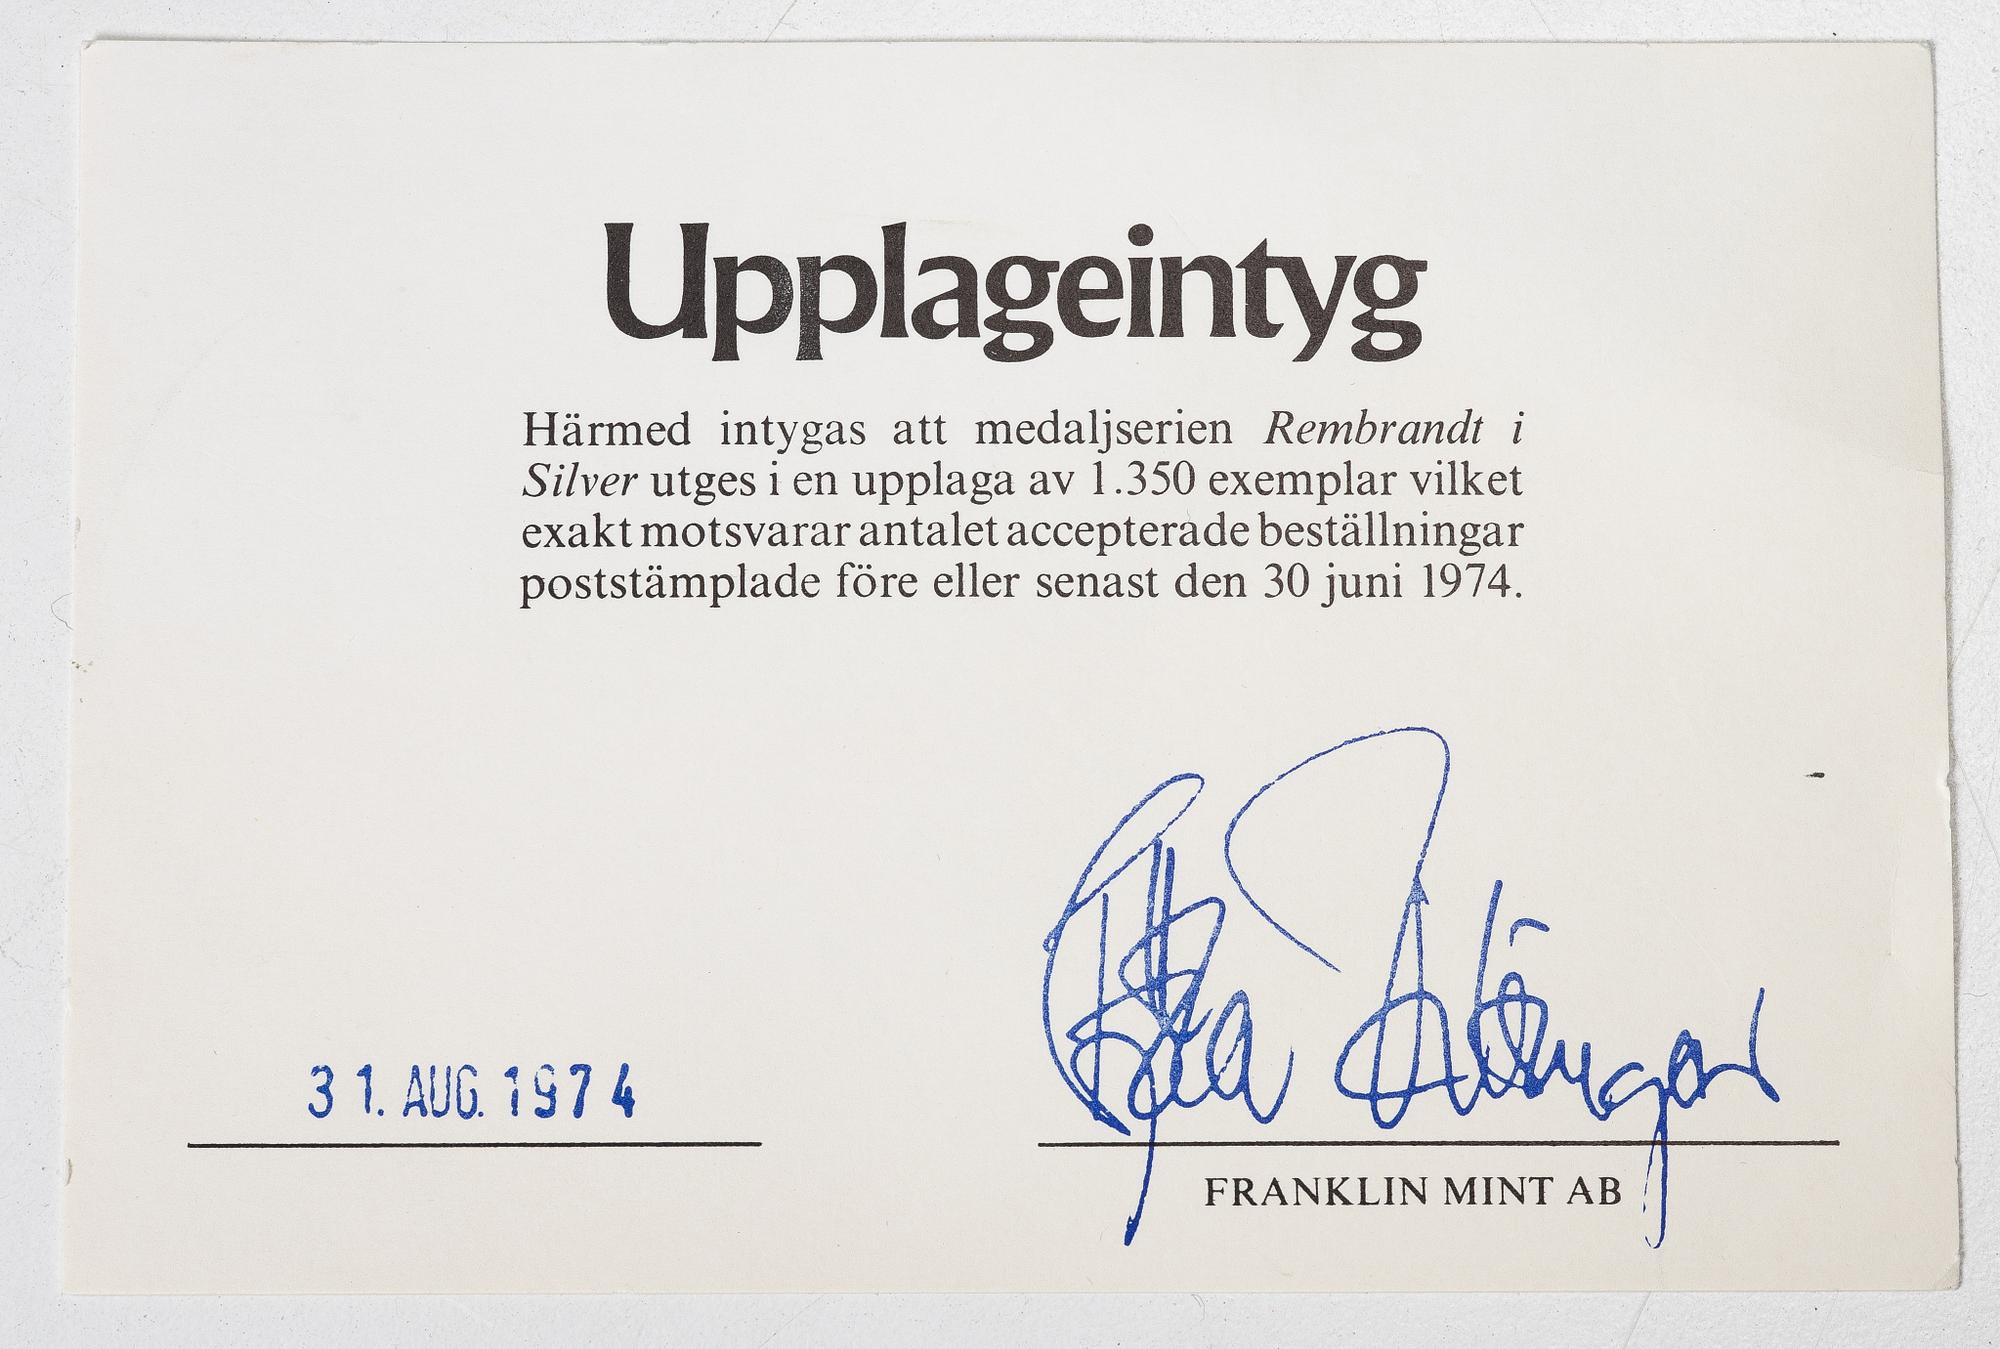 Upplageintyg
Härmed intygas att medaljserien Rembrandt i
Silver utges i en upplaga av 1.350 exemplar vilket
exakt motsvarar antalet accepterade beställningar
poststämplade före eller senast den 30 juni 1974.
31. AUG. 1974
FRANKLIN MINT AB